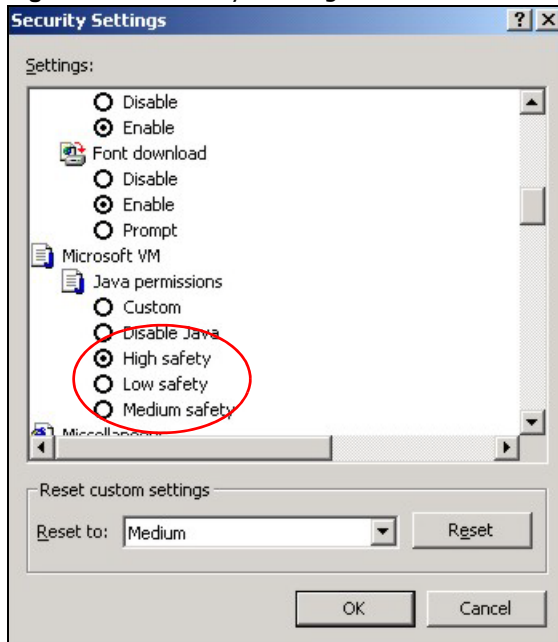 Security Settings
Settings:
Disable
Enable
Font download
Disable
Enable
Prompt
Microsoft VM
Java permissions
Custom
Disable Java
High safety
Low safety
Medium safety
Miscellaneous
Reset custom settings
Reset to: Medium Reset
OK Cancel